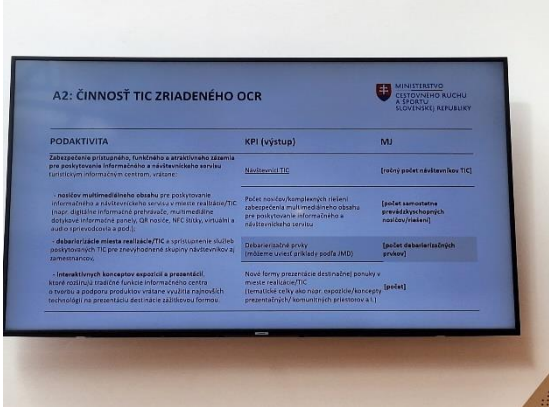 A2: ČINNOSŤ TIC ZRIADENÉHO OCR
MINISTERSTVO
CESTOVNÉHO RUCHU
A ŠPORTU
SLOVENSKEJ REPUBLIKY
PODAKTIVITA
KPI (výstup)
MJ
Zabezpečenie prístupného, funkčného a atraktívneho zázemia
pre poskytovanie informačného a návštevníckeho servisu
turistickým informačným centrom, vrátane:
Návštevníci TIC
[ročný počet návštevníkov TIC]
- nosičov multimediálneho obsahu pre poskytovanie
informačného a návštevníckeho servisu v mieste realizácie/TIC
(napr. digitálne informačné prehrávače, multimediálne
dotykové informačné panely, QR nosiče, NFC štítky, virtuálni a
audio sprievodcovia a pod.);
Počet nosičov/komplexných riešení
zabezpečenia multimediálneho obsahu
pre poskytovanie informačného a
návštevníckeho servisu
[počet samostatne
prevádzkyschopných
nosičov/riešení]
- debarierizácie miesta realizácie/TIC a sprístupnenie služieb
poskytovaných TIC pre znevýhodnené skupiny návštevníkov aj
zamestnancov,
Debarierizačné prvky
(môžeme uviesť príklady podľa JMD)
[počet debarierizačných
prvkov]
- interaktívnych konceptov expozícií a prezentácií,
ktoré rozširujú tradičné funkcie informačného centra
o tvorbu a podporu produktov vrátane využitia najnovších
technológií na prezentáciu destinácie zážitkovou formou.
Nové formy prezentácie destinačnej ponuky v
mieste realizácie/TIC
(tematické celky ako napr. expozície/koncepty
prezentačných/ komunitných priestorov a i.)
[počet]